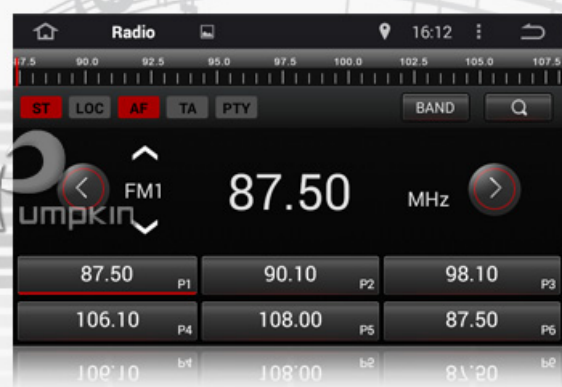 Radio 16:12
87.5 90.0 92.5 95.0 97.5 100.0 102.5 105.0 107.5
ST LOC AF TA PTY BAND
FM1 87.50 MHz
umpkin
87.50 P1 90.10 P2 98.10 P3
106.10 P4 108.00 P5 87.50 P6